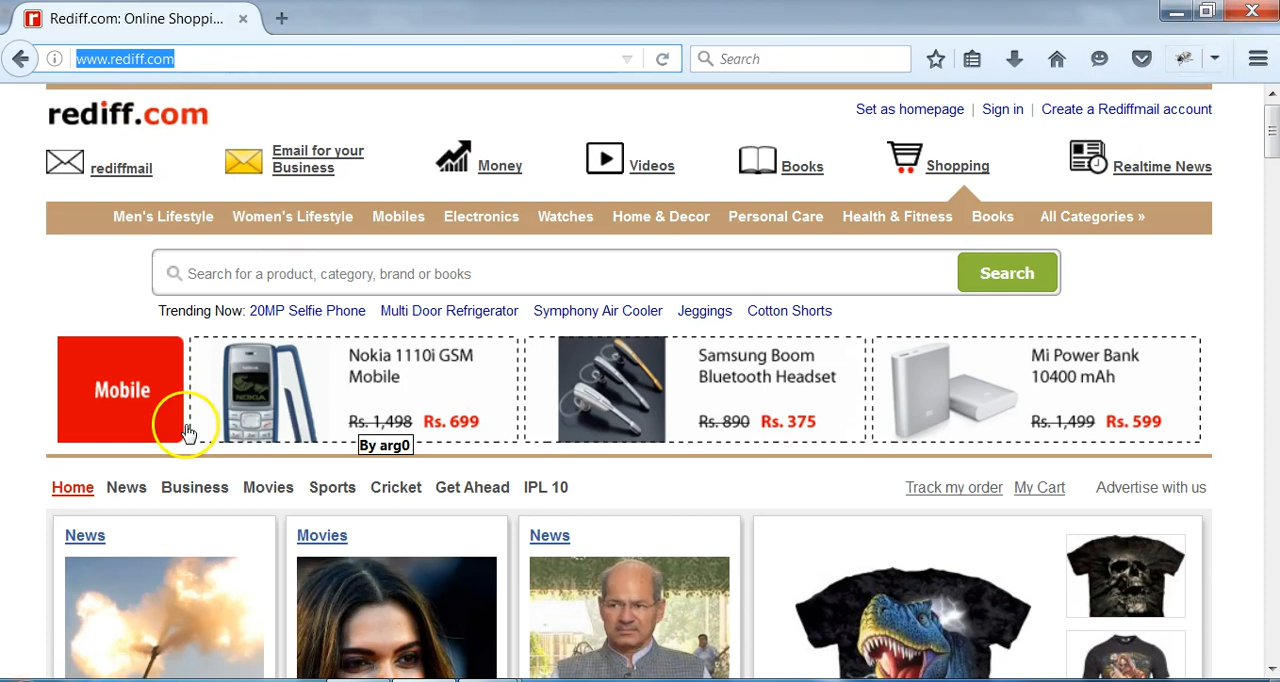 Rediff.com: Online Shoppi...
www.rediff.com
Search
rediff.com
Set as homepage | Sign in | Create a Rediffmail account
rediffmail
Email for your
Business
Money
Videos
Books
Shopping
Realtime News
Men's Lifestyle Women's Lifestyle Mobiles Electronics Watches Home & Decor Personal Care Health & Fitness Books All Categories »
Search for a product, category, brand or books
Search
Trending Now: 20MP Selfie Phone Multi Door Refrigerator Symphony Air Cooler Jeggings Cotton Shorts
Mobile
NOKIA
Nokia 1110i GSM
Mobile
Rs. 1,498 Rs. 699
Samsung Boom
Bluetooth Headset
Rs. 890 Rs. 375
Mi Power Bank
10400 mAh
Rs. 1,499 Rs. 599
By arg0
Home News Business Movies Sports Cricket Get Ahead IPL 10
Track my order My Cart Advertise with us
News
Movies
News